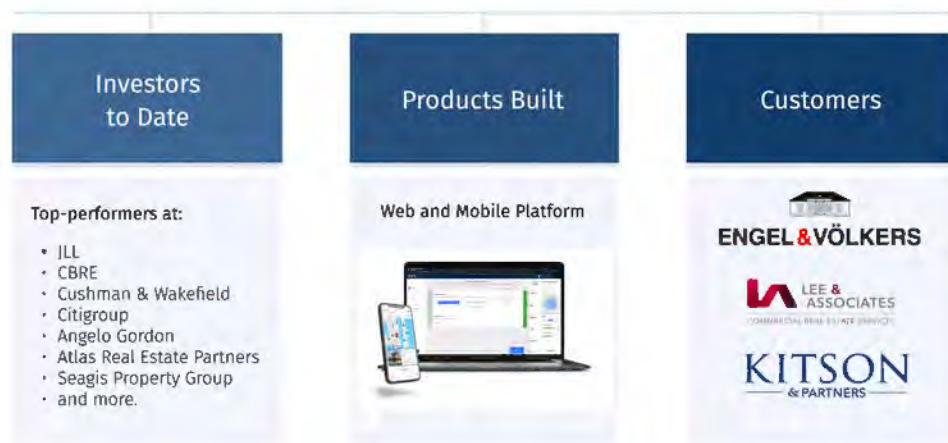 Investors
to Date
Products Built
Customers
Top-performers at:
• JLL
• CBRE
• Cushman & Wakefield
• Citigroup
• Angelo Gordon
• Atlas Real Estate Partners
• Seagis Property Group
• and more.
Web and Mobile Platform
ENGEL&VÖLKERS
LEE &
ASSOCIATES
COMMERCIAL REAL ESTATE SERVICES
KITSON
& PARTNERS